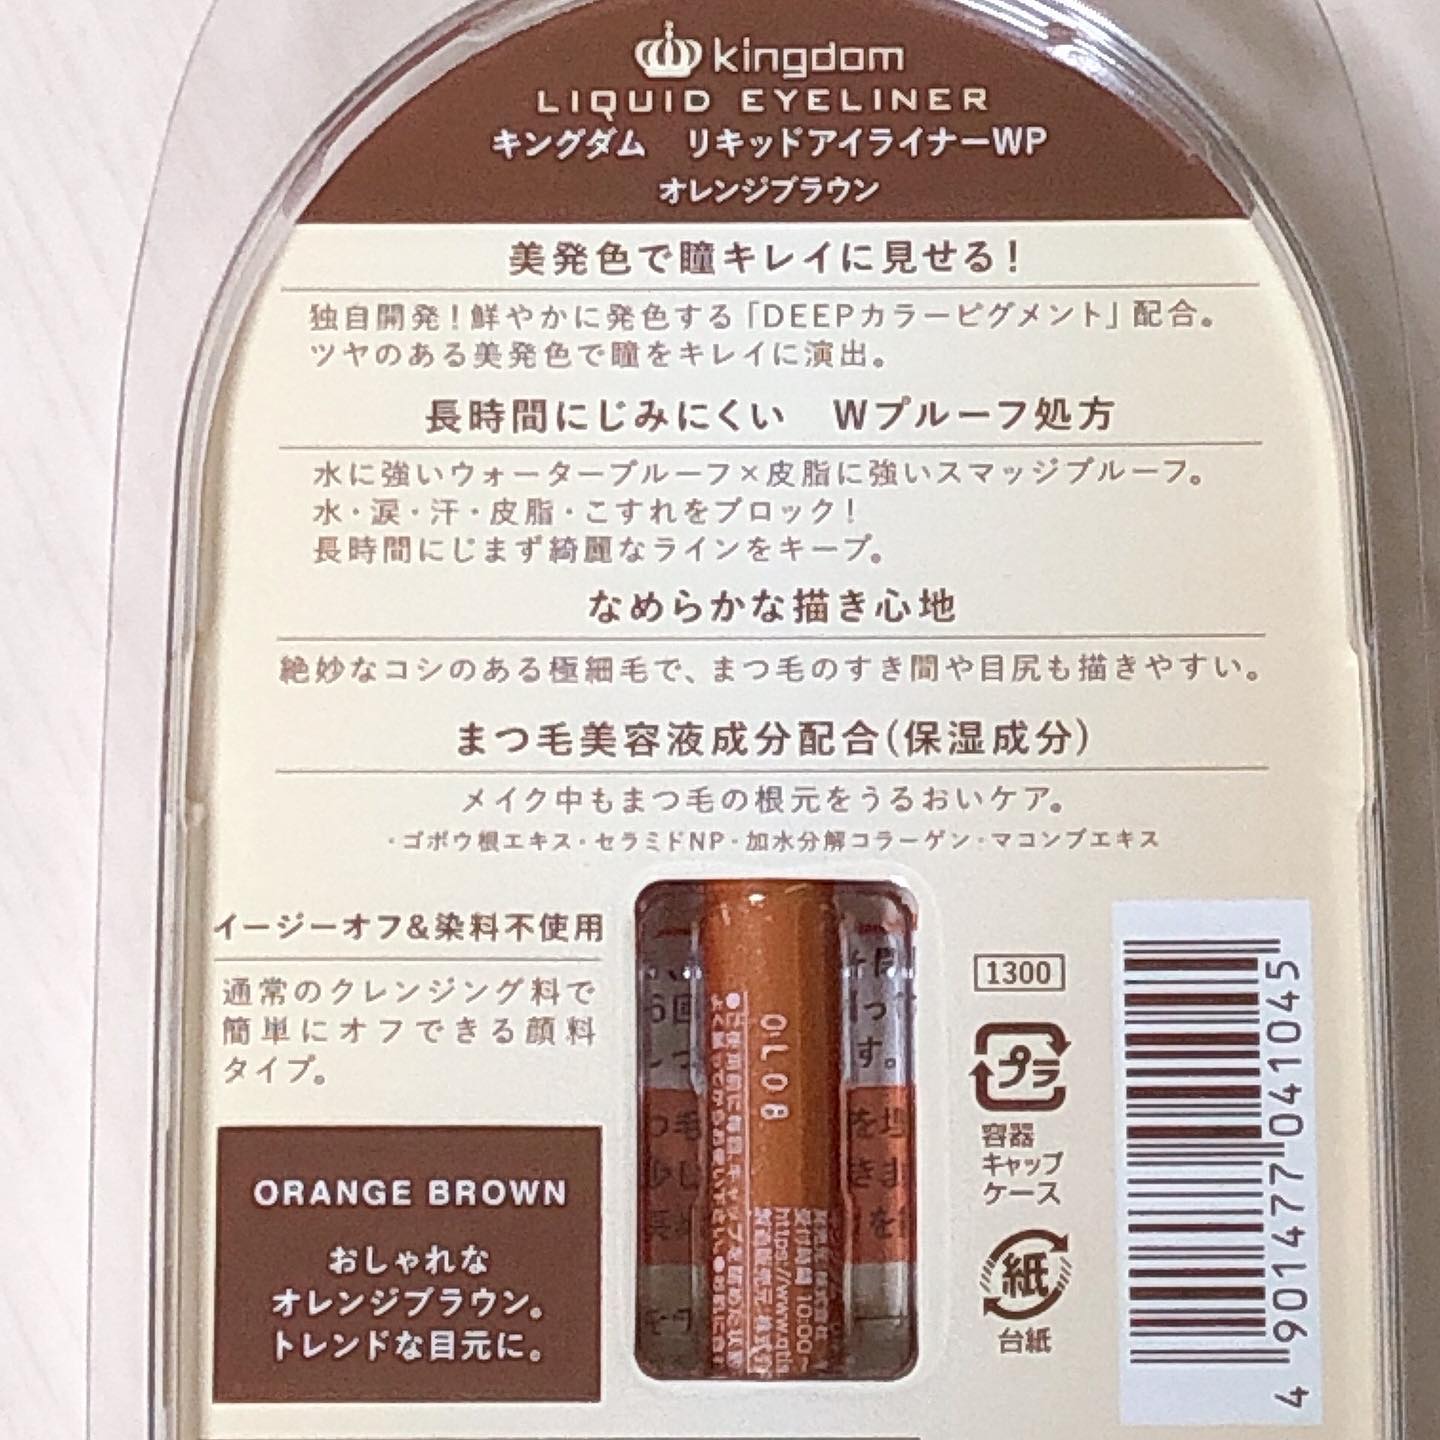 kingdom
LIQUID EYELINER
キングダム リキッドアイライナーWP
オレンジブラウン
美発色で瞳キレイに見せる!
独自開発!鮮やかに発色する「DEEPカラーピグメント」配合。
ツヤのある美発色で瞳をキレイに演出。
長時間にじみにくい Wプルーフ処方
水に強いウォータープルーフ×皮脂に強いスマッジプルーフ。
水・涙・汗・皮脂・こすれをブロック!
長時間にじまず綺麗なラインをキープ。
なめらかな描き心地
絶妙なコシのある極細毛で、まつ毛のすき間や目尻も描きやすい。
まつ毛美容液成分配合(保湿成分)
メイク中もまつ毛の根元をうるおいケア。
・ゴボウ根エキス・セラミドNP・加水分解コラーゲン・マコンブエキス
イージーオフ&染料不使用
通常のクレンジング料で
簡単にオフできる顔料
タイプ。
ORANGE BROWN
おしゃれな
オレンジブラウン。
トレンドな目元に。
OL08
1300
プラ
容器
キャップ
ケース
紙
台紙
4901477041045